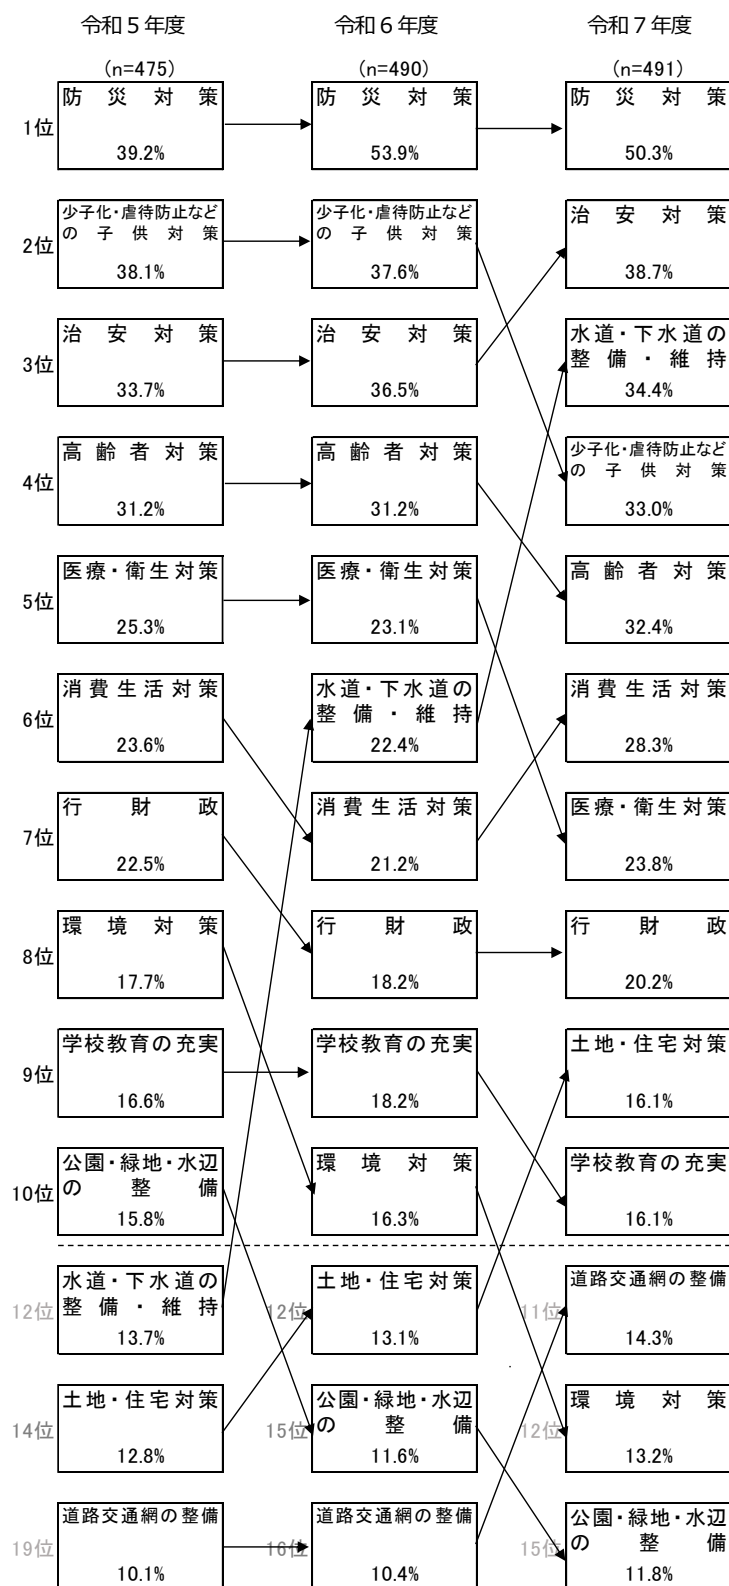 令和５年度 令和６年度 令和７年度
(n=475) (n=490) (n=491)
1位
防災対策
39.2%
防災対策
53.9%
防災対策
50.3%
2位
少子化・虐待防止など
の子供対策
38.1%
少子化・虐待防止など
の子供対策
37.6%
治安対策
38.7%
3位
治安対策
33.7%
治安対策
36.5%
水道・下水道の
整備・維持
34.4%
4位
高齢者対策
31.2%
高齢者対策
31.2%
少子化・虐待防止など
の子供対策
33.0%
5位
医療・衛生対策
25.3%
医療・衛生対策
23.1%
高齢者対策
32.4%
6位
消費生活対策
23.6%
水道・下水道の
整備・維持
22.4%
消費生活対策
28.3%
7位
行財政
22.5%
消費生活対策
21.2%
医療・衛生対策
23.8%
8位
環境対策
17.7%
行財政
18.2%
行財政
20.2%
9位
学校教育の充実
16.6%
学校教育の充実
18.2%
土地・住宅対策
16.1%
10位
公園・緑地・水辺
の整備
15.8%
環境対策
16.3%
学校教育の充実
16.1%
12位
水道・下水道の
整備・維持
13.7%
12位
土地・住宅対策
13.1%
11位
道路交通網の整備
14.3%
14位
土地・住宅対策
12.8%
15位
公園・緑地・水辺
の整備
11.6%
12位
環境対策
13.2%
19位
道路交通網の整備
10.1%
16位
道路交通網の整備
10.4%
15位
公園・緑地・水辺
の整備
11.8%